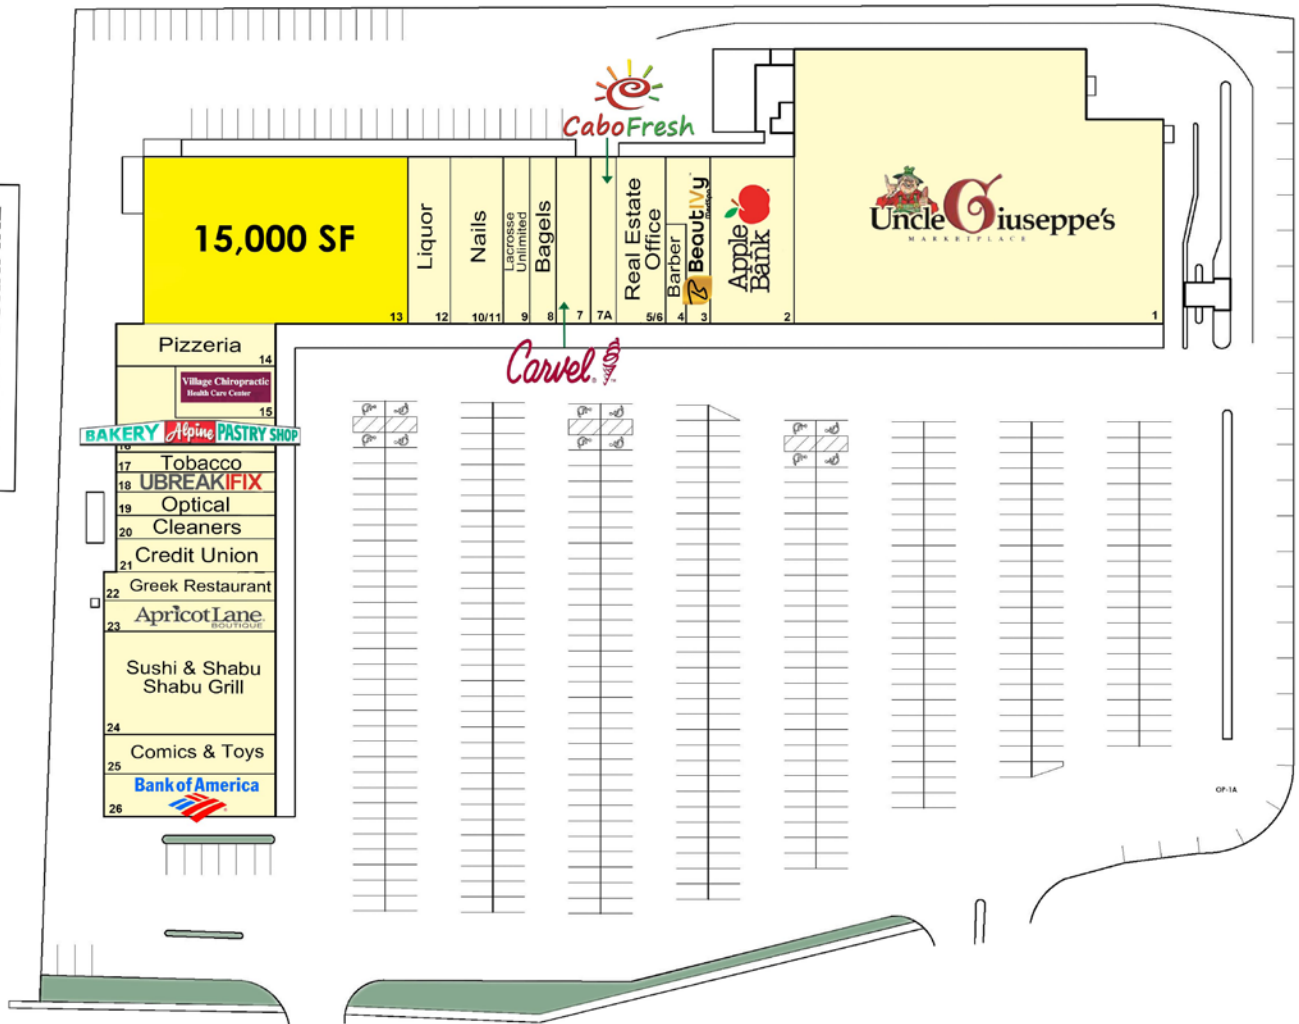 CaboFresh
15,000 SF
13
Liquor
12
Nails
10/11
Lacrosse
Unlimited
9
Bagels
8
7
7A
Real Estate
Office
5/6
Barber
4
BeautIVy
3
Apple
Bank
2
Uncle Giuseppe's
MARKETPLACE
1
Carvel
Pizzeria
14
Village Chiropractic
Health Care Center
15
BAKERY Alpine PASTRY SHOP
16
17
Tobacco
18
UBREAKIFIX
19
Optical
20
Cleaners
21
Credit Union
22
Greek Restaurant
23
ApricotLane
BOUTIQUE
Sushi & Shabu
Shabu Grill
24
Comics & Toys
25
Bank of America
26
OP-1A